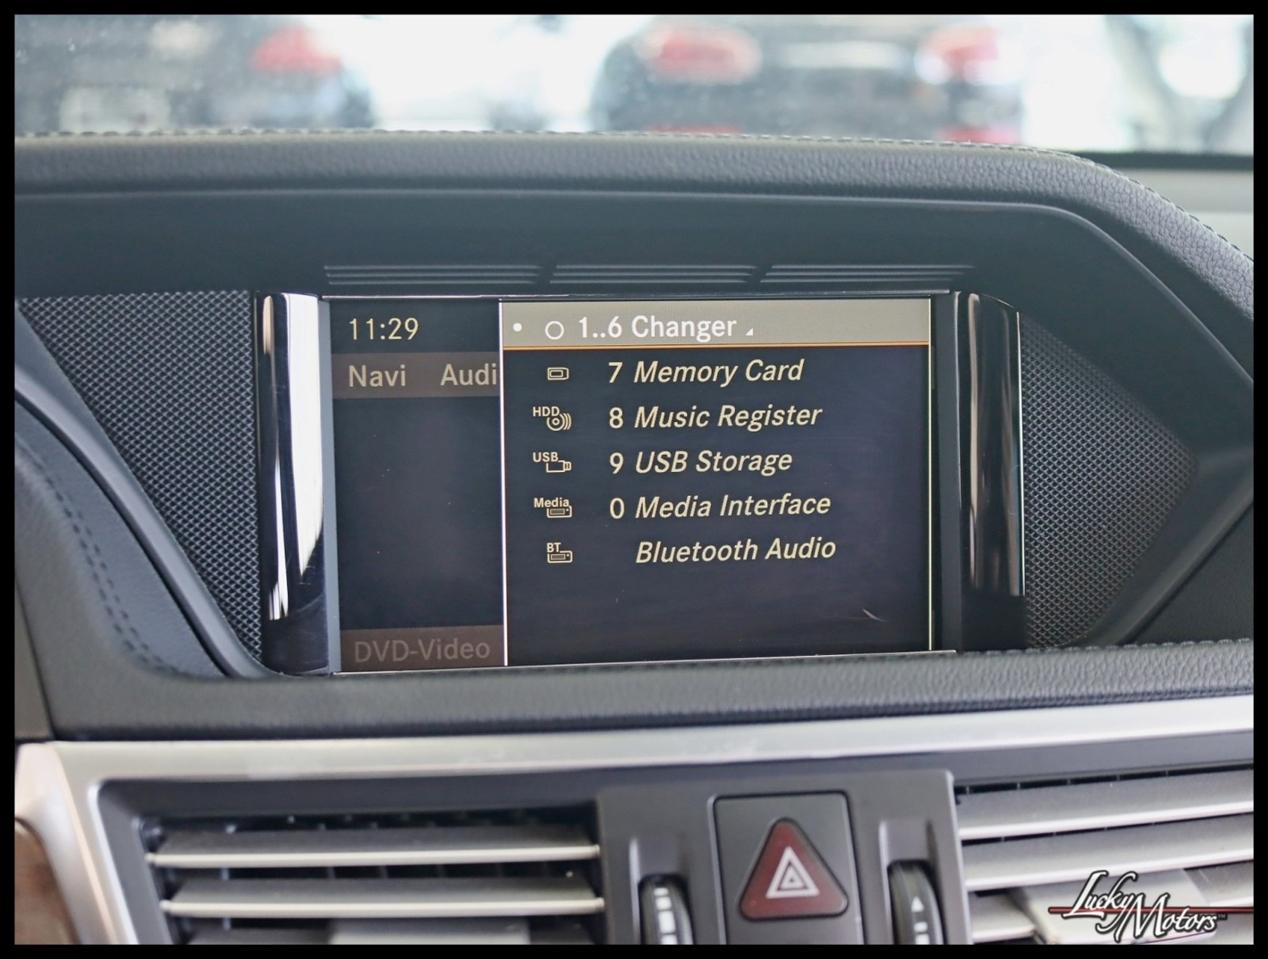 11:29
Navi Audi
DVD-Video
1..6 Changer
7 Memory Card
HDD 8 Music Register
USB 9 USB Storage
Media 0 Media Interface
BT Bluetooth Audio
Lucky Motors